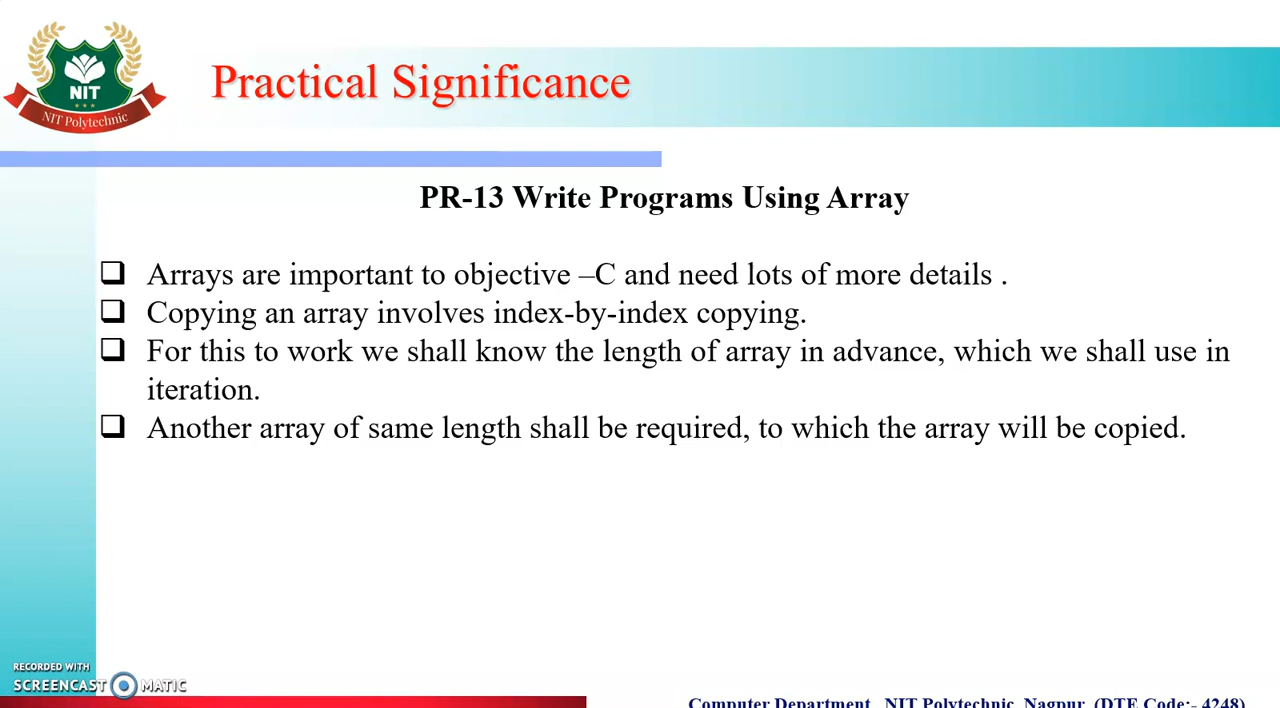 NIT
NIT Polytechnic
Practical Significance
PR-13 Write Programs Using Array
❑ Arrays are important to objective –C and need lots of more details .
❑ Copying an array involves index-by-index copying.
❑ For this to work we shall know the length of array in advance, which we shall use in
iteration.
❑ Another array of same length shall be required, to which the array will be copied.
RECORDED WITH
SCREENCAST MATIC
Computer Department, NIT Polytechnic, Nagpur (DTE Code:- 4248)